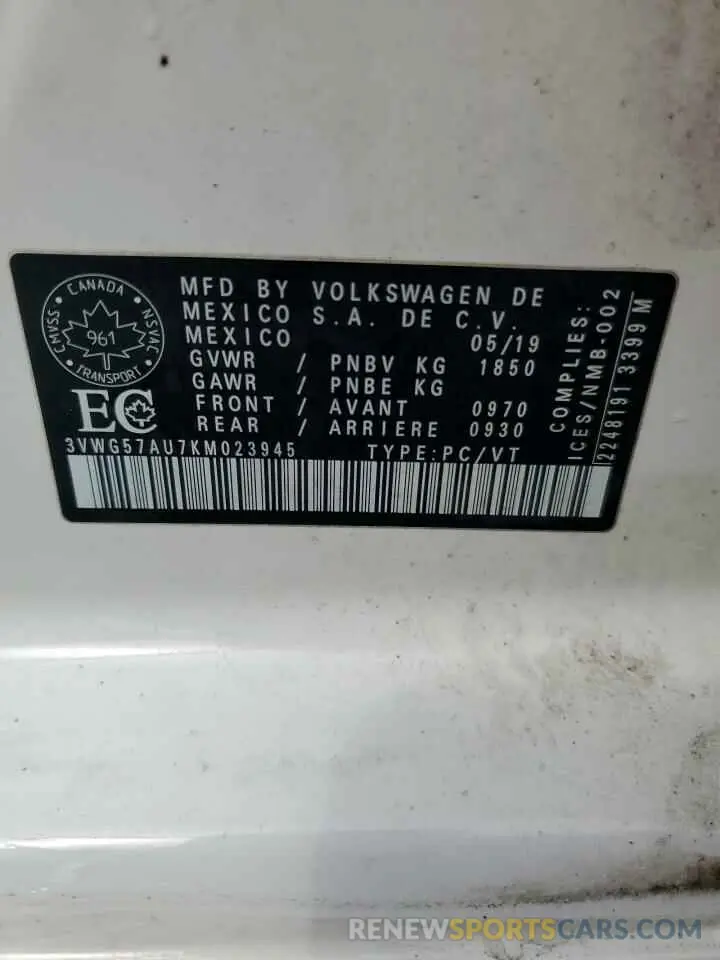 CANADA
CMVSS · NSVAC
961
TRANSPORT
EC
MFD BY VOLKSWAGEN DE
MEXICO S.A. DE C.V.
MEXICO 05/19
GVWR / PNBV KG 1850
GAWR / PNBE KG
FRONT / AVANT 0970
REAR / ARRIERE 0930
3VWG57AU7KM023945 TYPE:PC/VT
COMPLIES:
ICES/NMB-002
2248191 3399 M
RENEWSPORTSCARS.COM